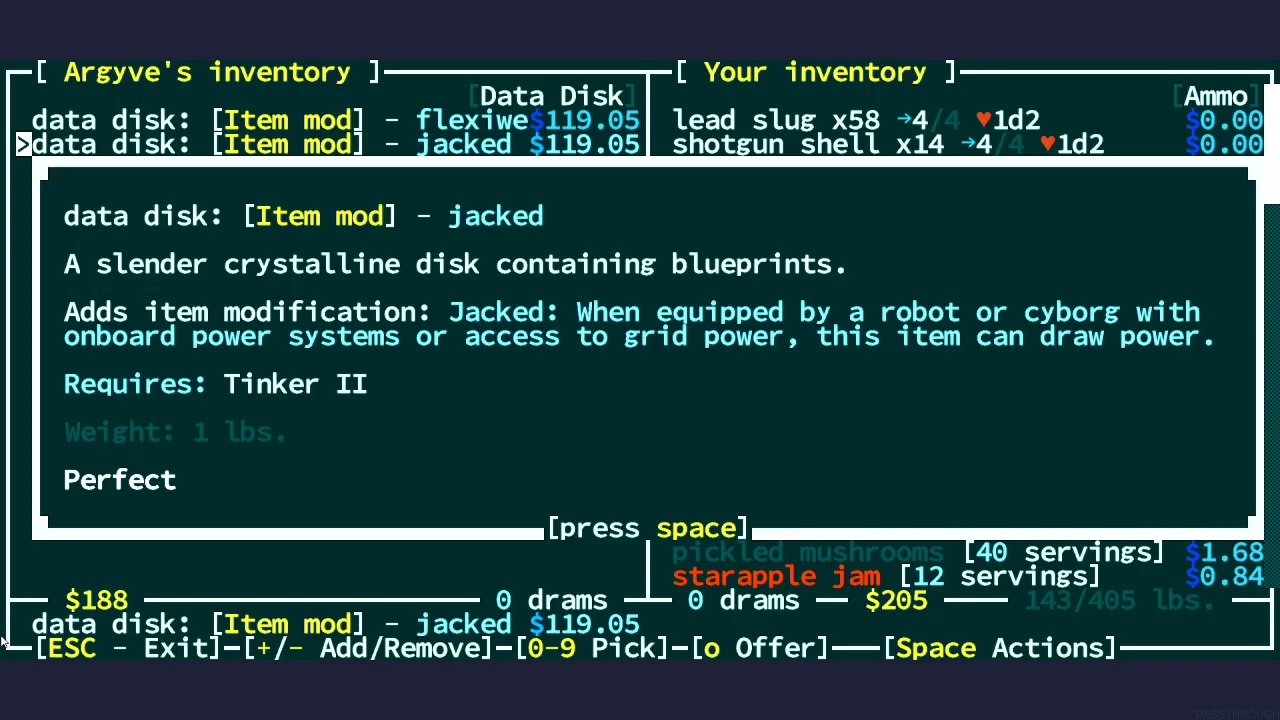 [ Argyve's inventory ] [ Your inventory ]
[Data Disk] [Ammo]
data disk: [Item mod] - flexiwe$119.05 lead slug x58 →4/4 ♥1d2 $0.00
>data disk: [Item mod] - jacked $119.05 shotgun shell x14 →4/4 ♥1d2 $0.00
data disk: [Item mod] - jacked
A slender crystalline disk containing blueprints.
Adds item modification: Jacked: When equipped by a robot or cyborg with
onboard power systems or access to grid power, this item can draw power.
Requires: Tinker II
Weight: 1 lbs.
Perfect
[press space]
pickled mushrooms [40 servings] $1.68
starapple jam [12 servings] $0.84
$188 0 drams 0 drams $205 143/405 lbs.
data disk: [Item mod] - jacked $119.05
[ESC - Exit] [+/- Add/Remove] [0-9 Pick] [o Offer] [Space Actions]